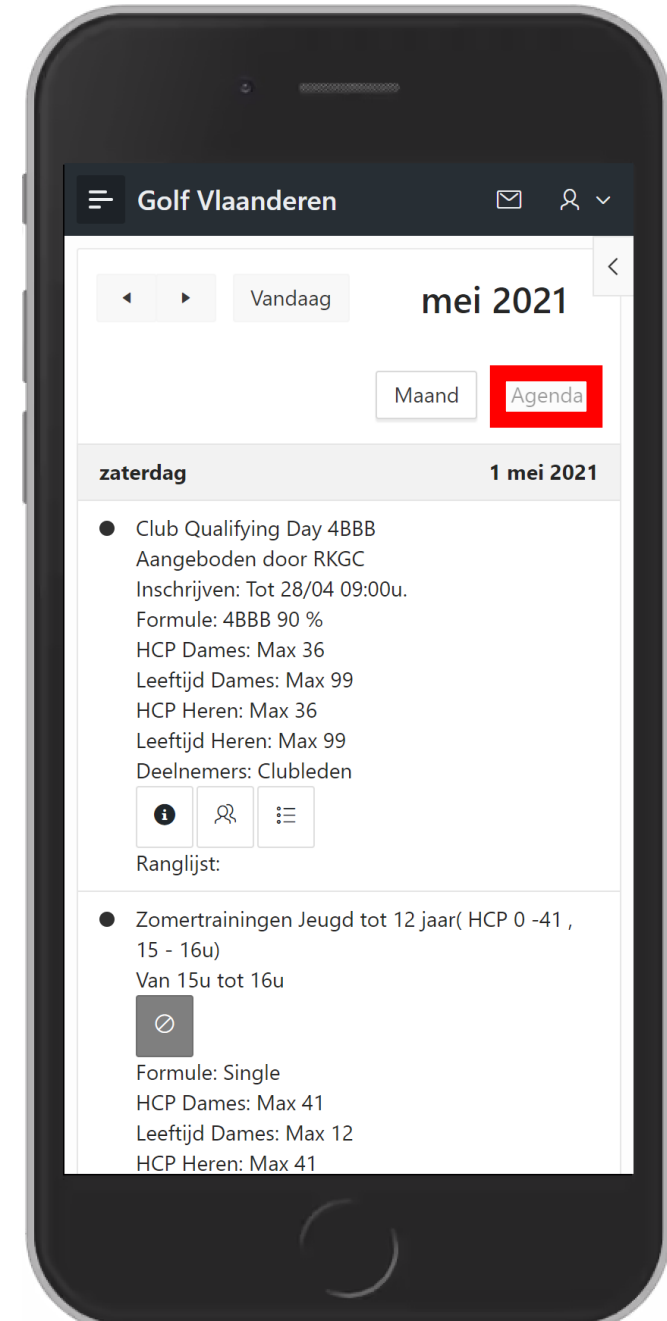 Golf Vlaanderen
Vandaag
mei 2021
Maand
Agenda
zaterdag 1 mei 2021
Club Qualifying Day 4BBB
Aangeboden door RKGC
Inschrijven: Tot 28/04 09:00u.
Formule: 4BBB 90 %
HCP Dames: Max 36
Leeftijd Dames: Max 99
HCP Heren: Max 36
Leeftijd Heren: Max 99
Deelnemers: Clubleden
Ranglijst:
Zomertrainingen Jeugd tot 12 jaar( HCP 0 -41 ,
15 - 16u)
Van 15u tot 16u
Formule: Single
HCP Dames: Max 41
Leeftijd Dames: Max 12
HCP Heren: Max 41